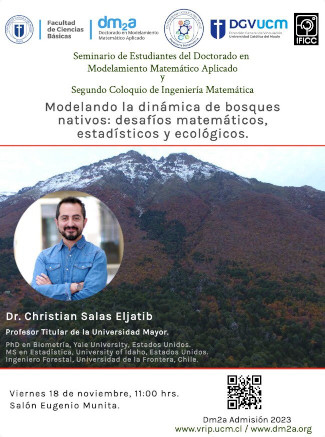 Facultad
de Ciencias
Básicas
dm2a
Doctorado en Modelamiento
Matemático Aplicado
DGVUCM
Universidad Católica del Maule
IFICC
Seminario de Estudiantes del Doctorado en
Modelamiento Matemático Aplicado
y
Segundo Coloquio de Ingeniería Matemática
Modelando la dinámica de bosques
nativos: desafíos matemáticos,
estadísticos y ecológicos.
Dr. Christian Salas Eljatib
Profesor Titular de la Universidad Mayor.
PhD en Biometría, Yale University, Estados Unidos.
MS en Estadística, University of Idaho, Estados Unidos.
Ingeniero Forestal, Universidad de la Frontera, Chile.
Viernes 18 de noviembre, 11:00 hrs.
Salón Eugenio Munita.
Dm2a Admisión 2023
www.vrip.ucm.cl / www.dm2a.org